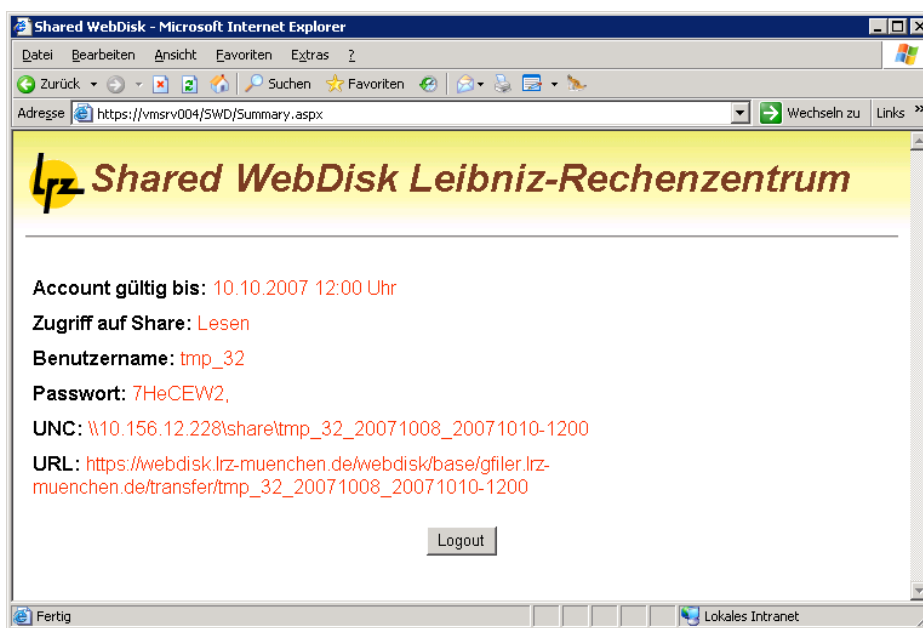 Shared WebDisk - Microsoft Internet Explorer
Datei Bearbeiten Ansicht Favoriten Extras ?
Zurück Suchen Favoriten
Adresse https://vmsrv004/SWD/Summary.aspx Wechseln zu Links »
lrz Shared WebDisk Leibniz-Rechenzentrum
Account gültig bis: 10.10.2007 12:00 Uhr
Zugriff auf Share: Lesen
Benutzername: tmp_32
Passwort: 7HeCEW2,
UNC: \\10.156.12.228\share\tmp_32_20071008_20071010-1200
URL: https://webdisk.lrz-muenchen.de/webdisk/base/gfiler.lrz-
muenchen.de/transfer/tmp_32_20071008_20071010-1200
Logout
Fertig Lokales Intranet